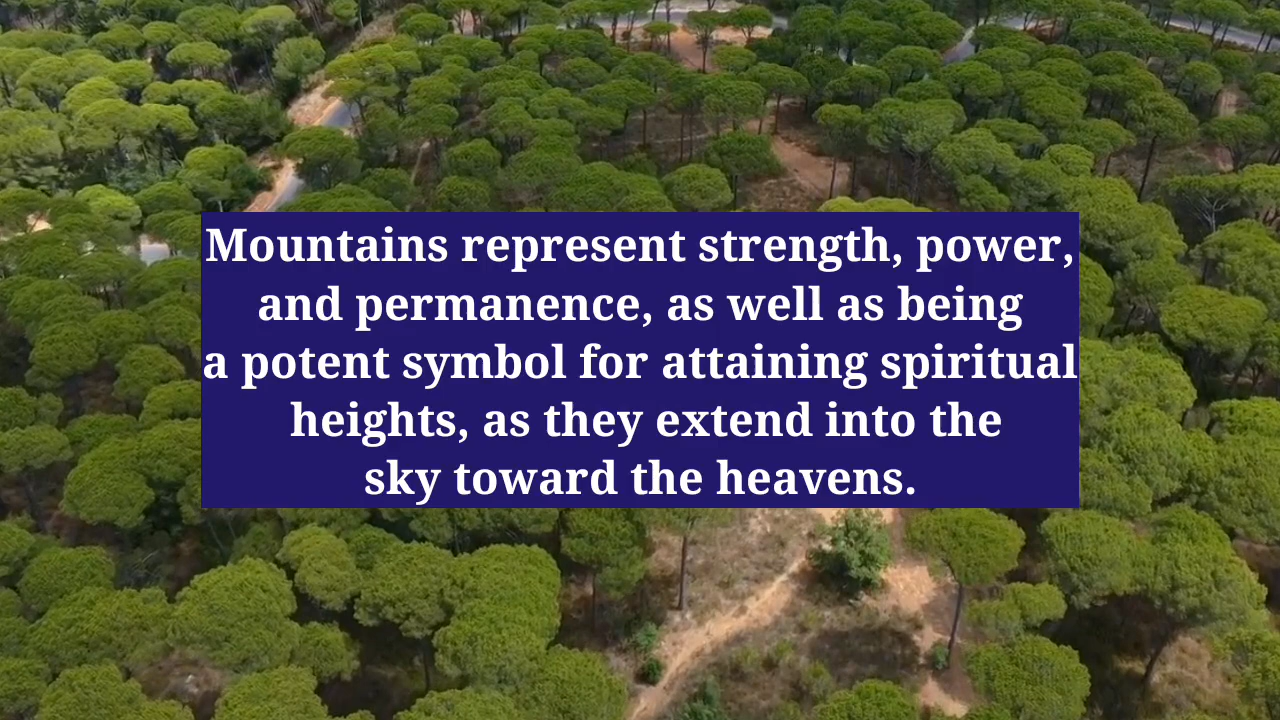 Mountains represent strength, power,
and permanence, as well as being
a potent symbol for attaining spiritual
heights, as they extend into the
sky toward the heavens.